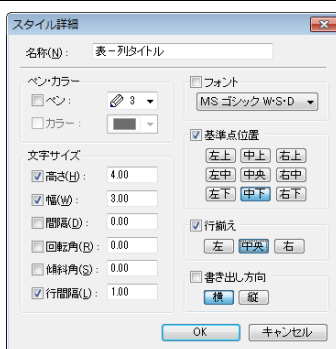 スタイル詳細
名称(N): 表－列タイトル
ペン・カラー
ペン: 3
カラー:
文字サイズ
高さ(H): 4.00
幅(W): 3.00
間隔(D): 0.00
回転角(R): 0.00
傾斜角(S): 0.00
行間隔(L): 1.00
フォント
MS ゴシック W・S・D
基準点位置
左上 中上 右上
左中 中央 右中
左下 中下 右下
行揃え
左 中央 右
書き出し方向
横 縦
OK キャンセル